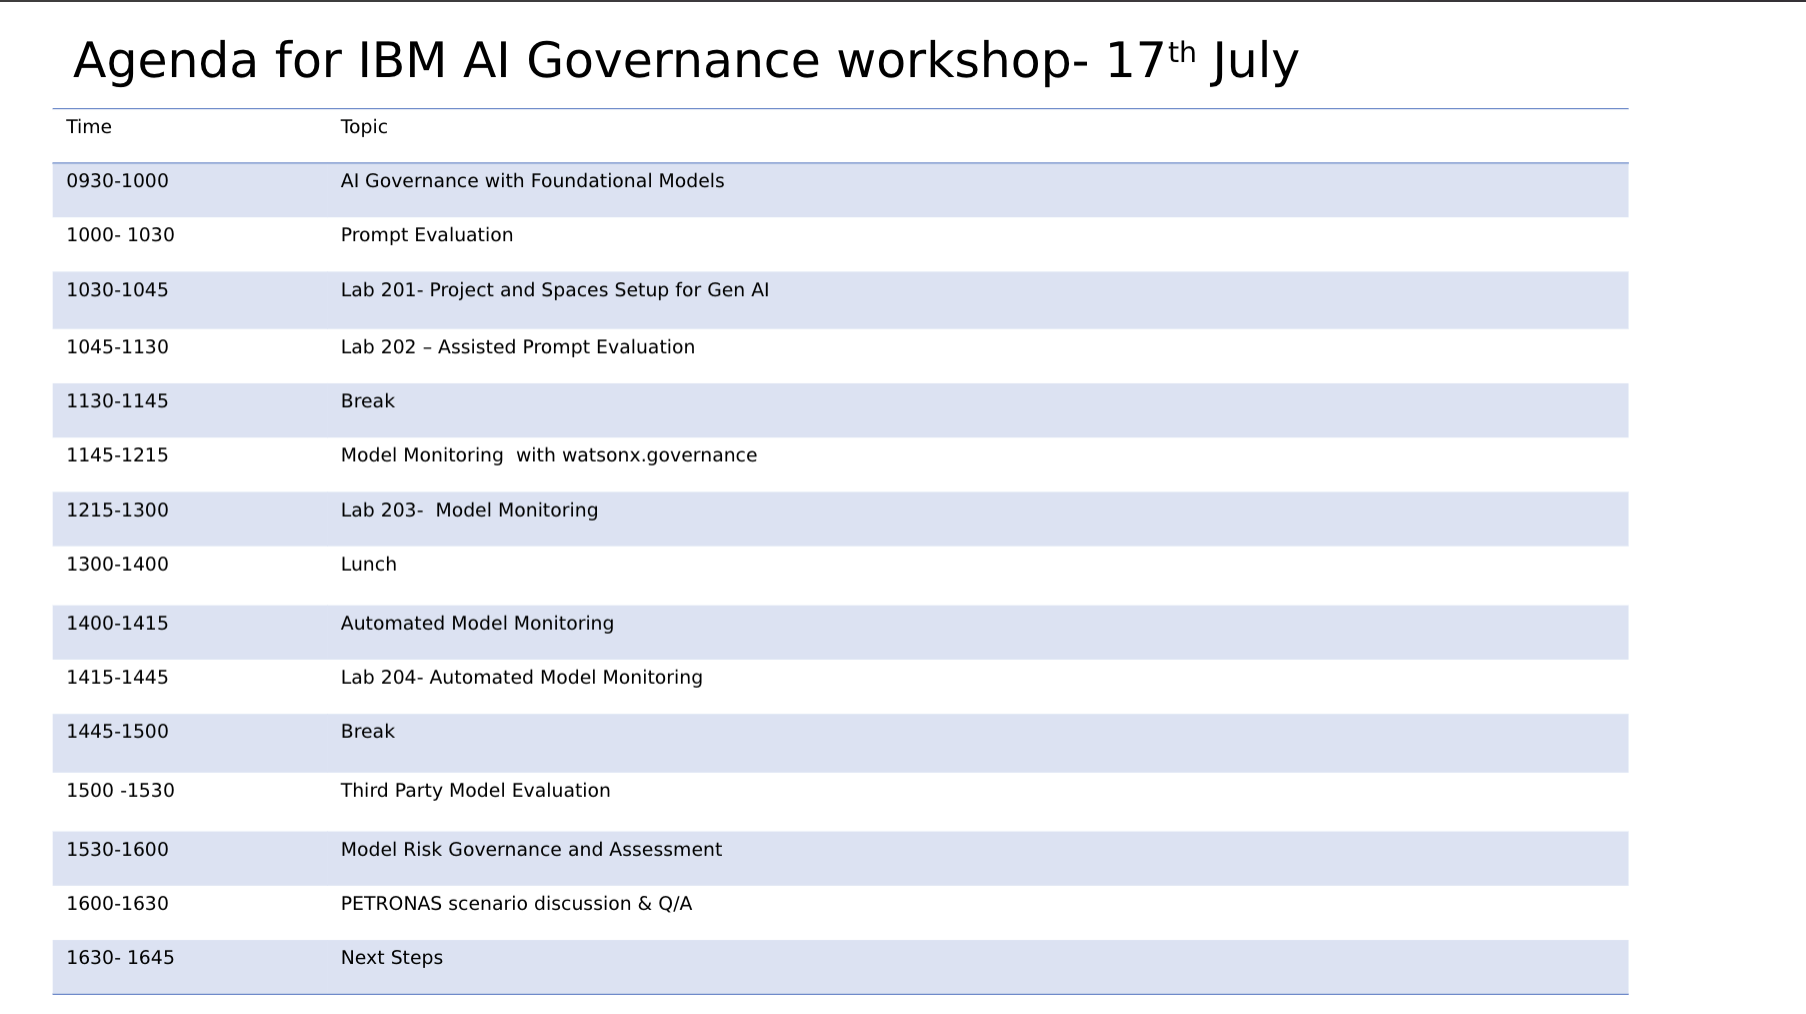 Agenda for IBM AI Governance workshop- 17th July
Time Topic
0930-1000 AI Governance with Foundational Models
1000- 1030 Prompt Evaluation
1030-1045 Lab 201- Project and Spaces Setup for Gen AI
1045-1130 Lab 202 – Assisted Prompt Evaluation
1130-1145 Break
1145-1215 Model Monitoring  with watsonx.governance
1215-1300 Lab 203-  Model Monitoring
1300-1400 Lunch
1400-1415 Automated Model Monitoring
1415-1445 Lab 204- Automated Model Monitoring
1445-1500 Break
1500 -1530 Third Party Model Evaluation
1530-1600 Model Risk Governance and Assessment
1600-1630 PETRONAS scenario discussion & Q/A
1630- 1645 Next Steps